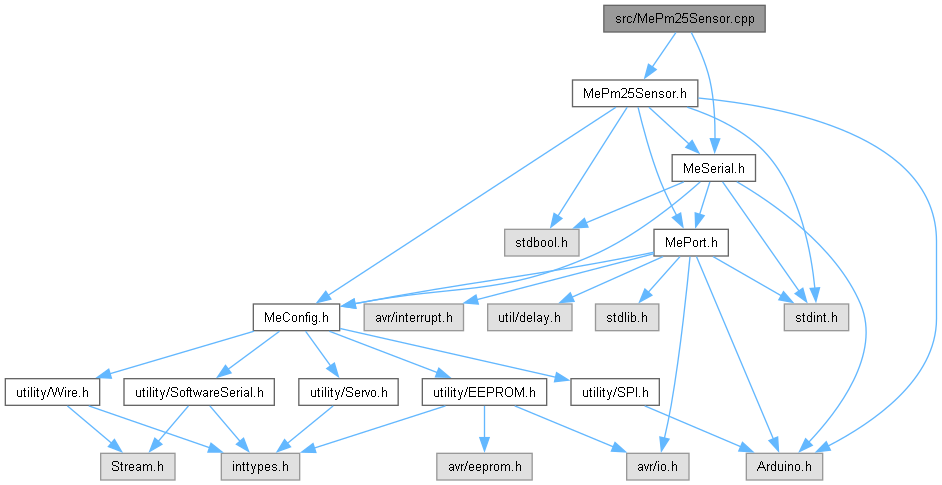 src/MePm25Sensor.cpp
MePm25Sensor.h
MeSerial.h
stdbool.h
MePort.h
MeConfig.h
avr/interrupt.h
util/delay.h
stdlib.h
stdint.h
utility/Wire.h
utility/SoftwareSerial.h
utility/Servo.h
utility/EEPROM.h
utility/SPI.h
Stream.h
inttypes.h
avr/eeprom.h
avr/io.h
Arduino.h